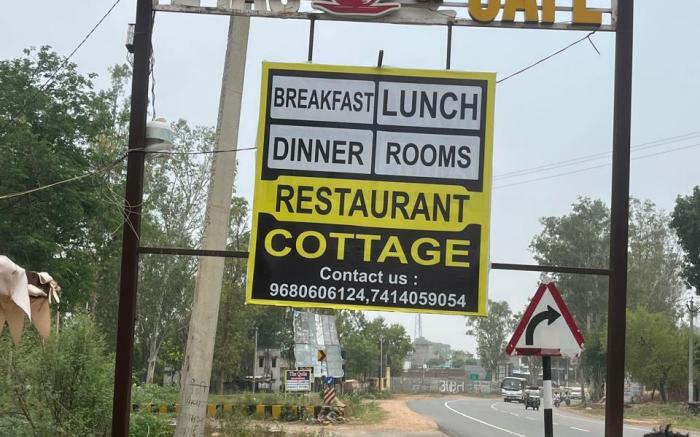 CAFE
BREAKFAST LUNCH
DINNER ROOMS
RESTAURANT
COTTAGE
Contact us :
9680606124,7414059054